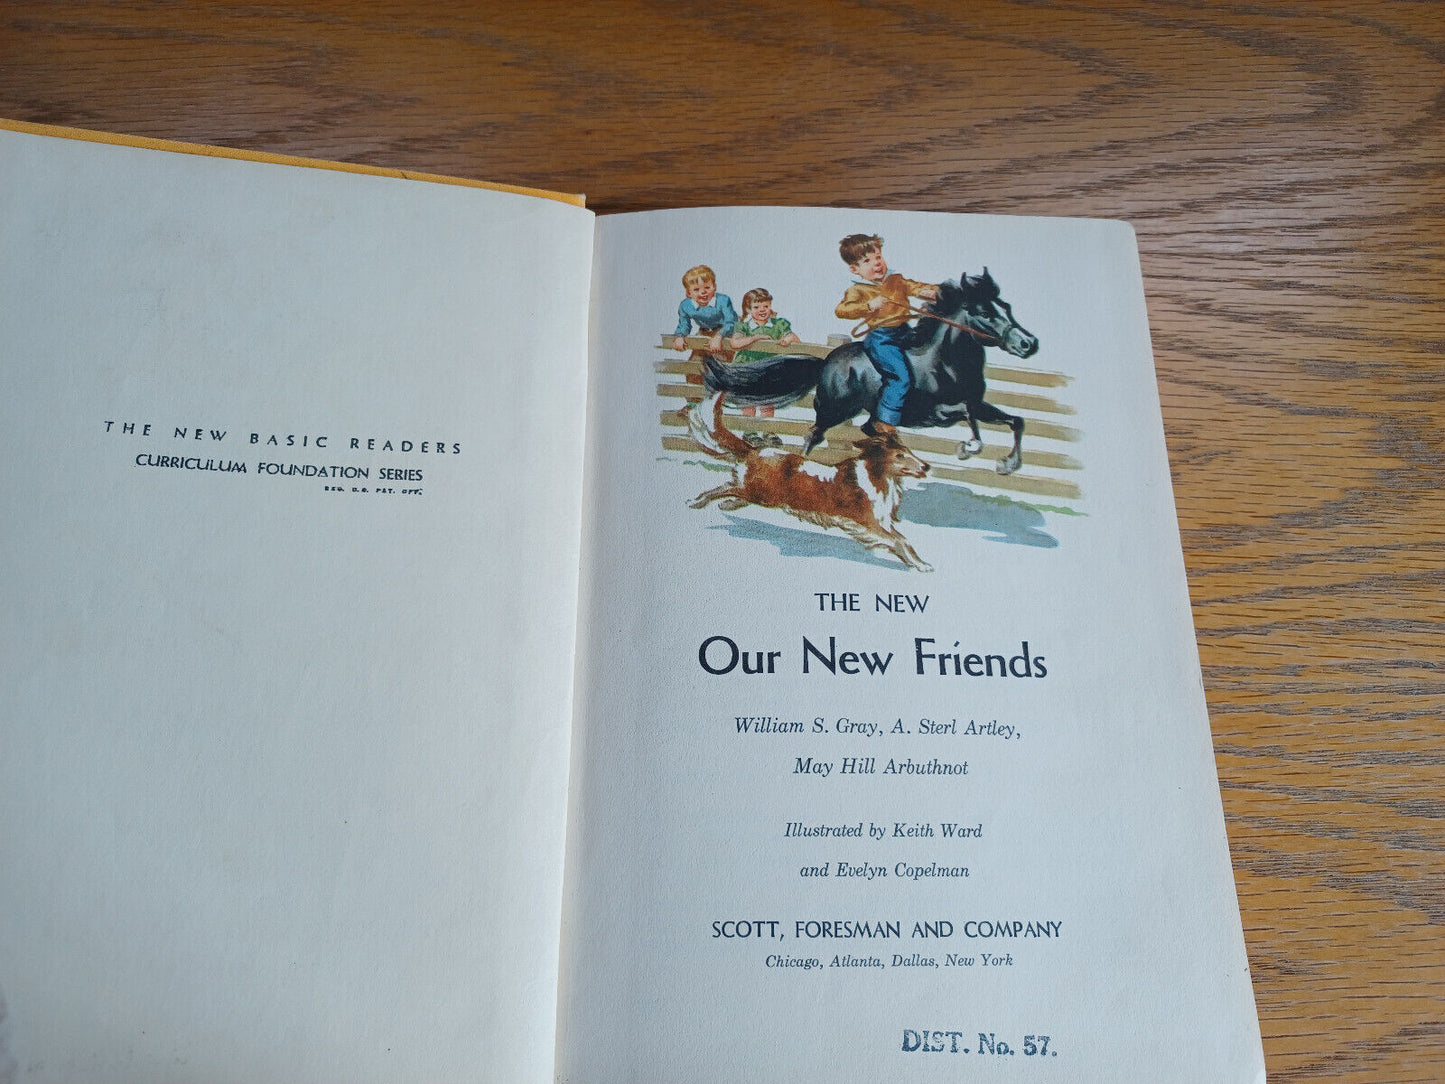 THE NEW BASIC READERS
CURRICULUM FOUNDATION SERIES
REG. U.S. PAT. OFF.
THE NEW
Our New Friends
William S. Gray, A. Sterl Artley,
May Hill Arbuthnot
Illustrated by Keith Ward
and Evelyn Copelman
SCOTT, FORESMAN AND COMPANY
Chicago, Atlanta, Dallas, New York
DIST. No. 57.